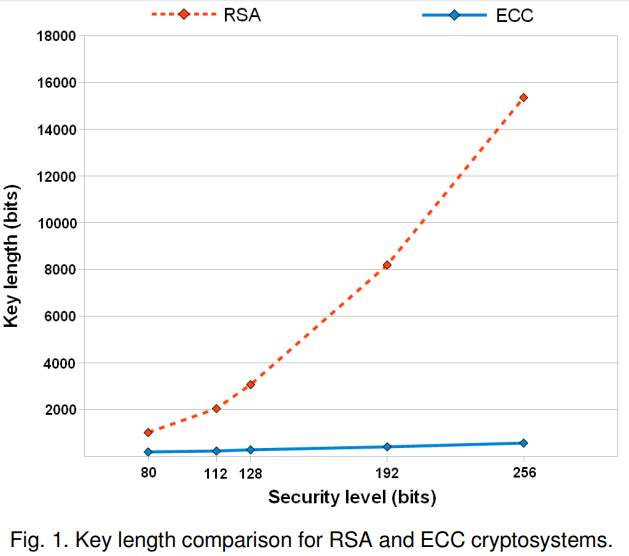 RSA ECC
18000
16000
14000
12000
10000
8000
6000
4000
2000
Key length (bits)
80 112 128 192 256
Security level (bits)
Fig. 1. Key length comparison for RSA and ECC cryptosystems.